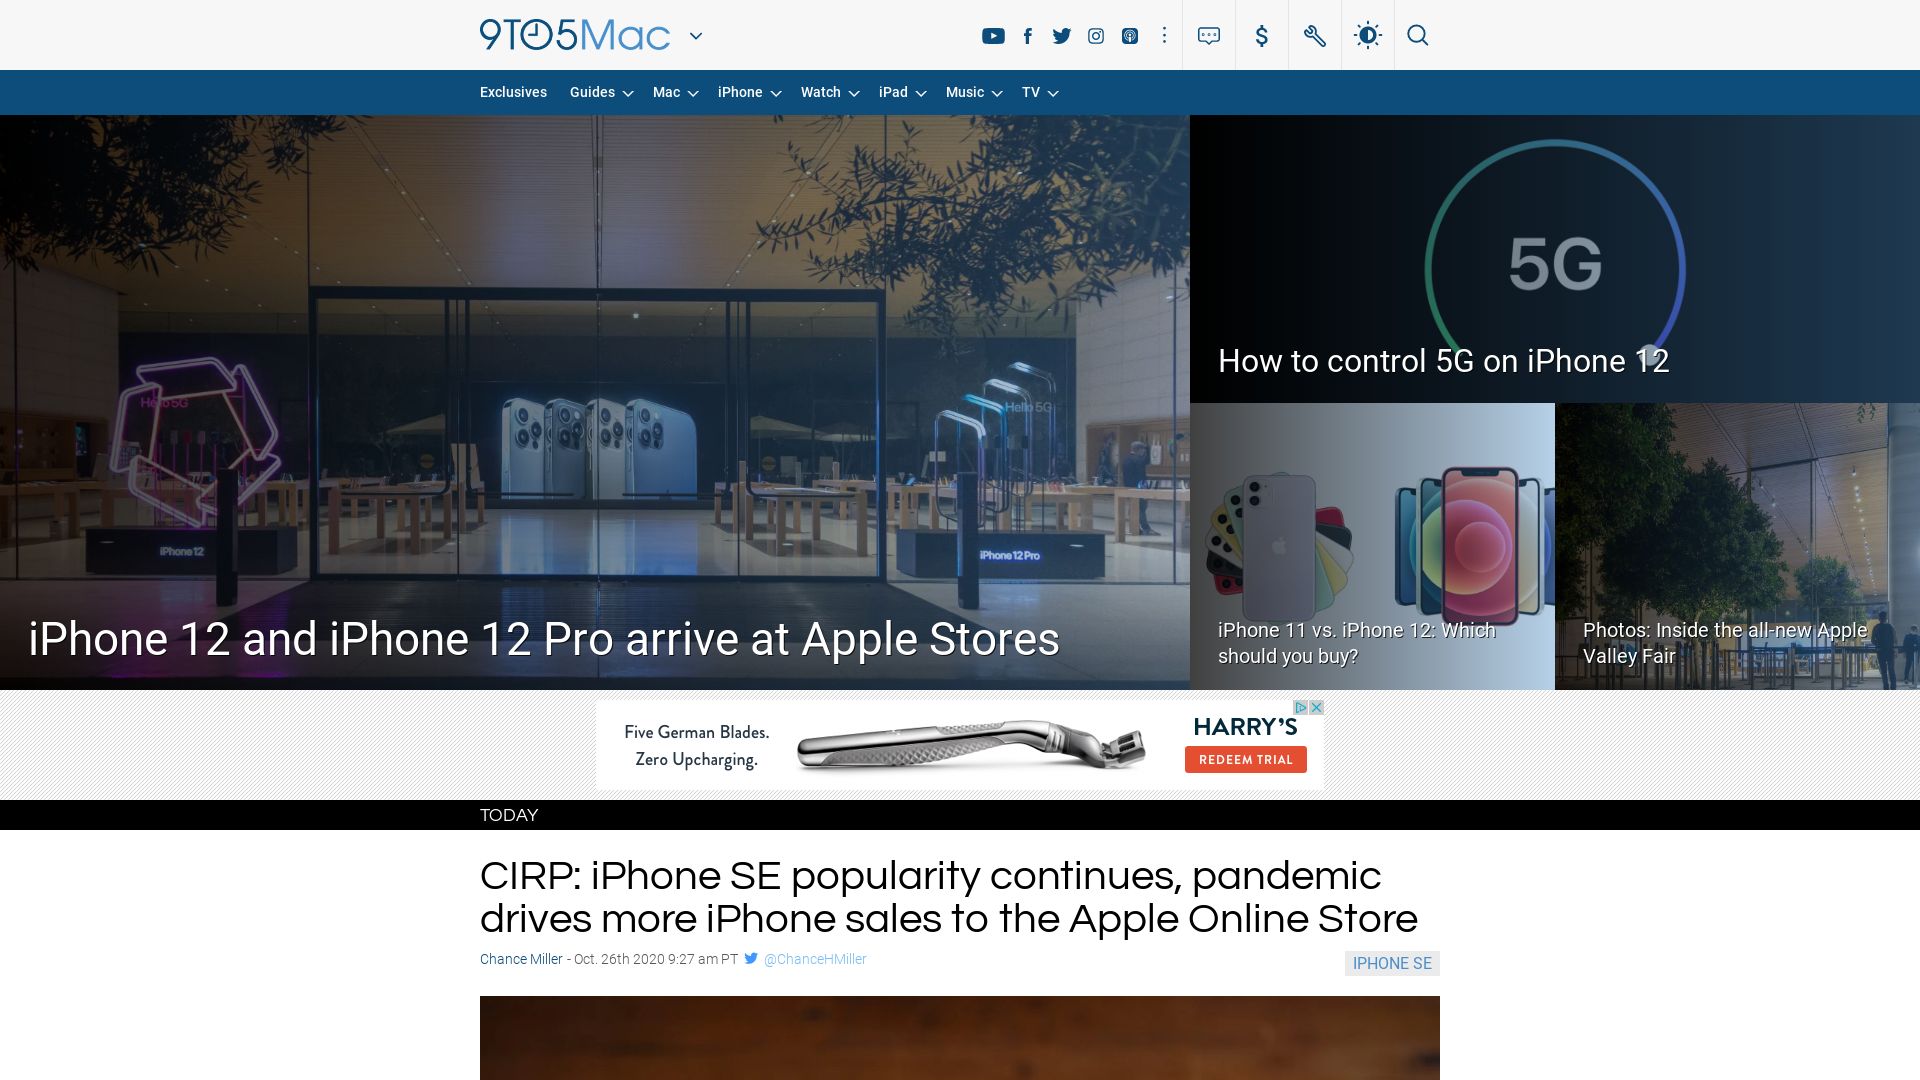 9TO5Mac
Exclusives
Guides
Mac
iPhone
Watch
iPad
Music
TV
Hello 5G
Hello 5G
iPhone 12
iPhone 12 Pro
iPhone 12 and iPhone 12 Pro arrive at Apple Stores
5G
How to control 5G on iPhone 12
iPhone 11 vs. iPhone 12: Which
should you buy?
Photos: Inside the all-new Apple
Valley Fair
Five German Blades.
Zero Upcharging.
HARRY'S
REDEEM TRIAL
TODAY
CIRP: iPhone SE popularity continues, pandemic
drives more iPhone sales to the Apple Online Store
Chance Miller - Oct. 26th 2020 9:27 am PT @ChanceHMiller
IPHONE SE